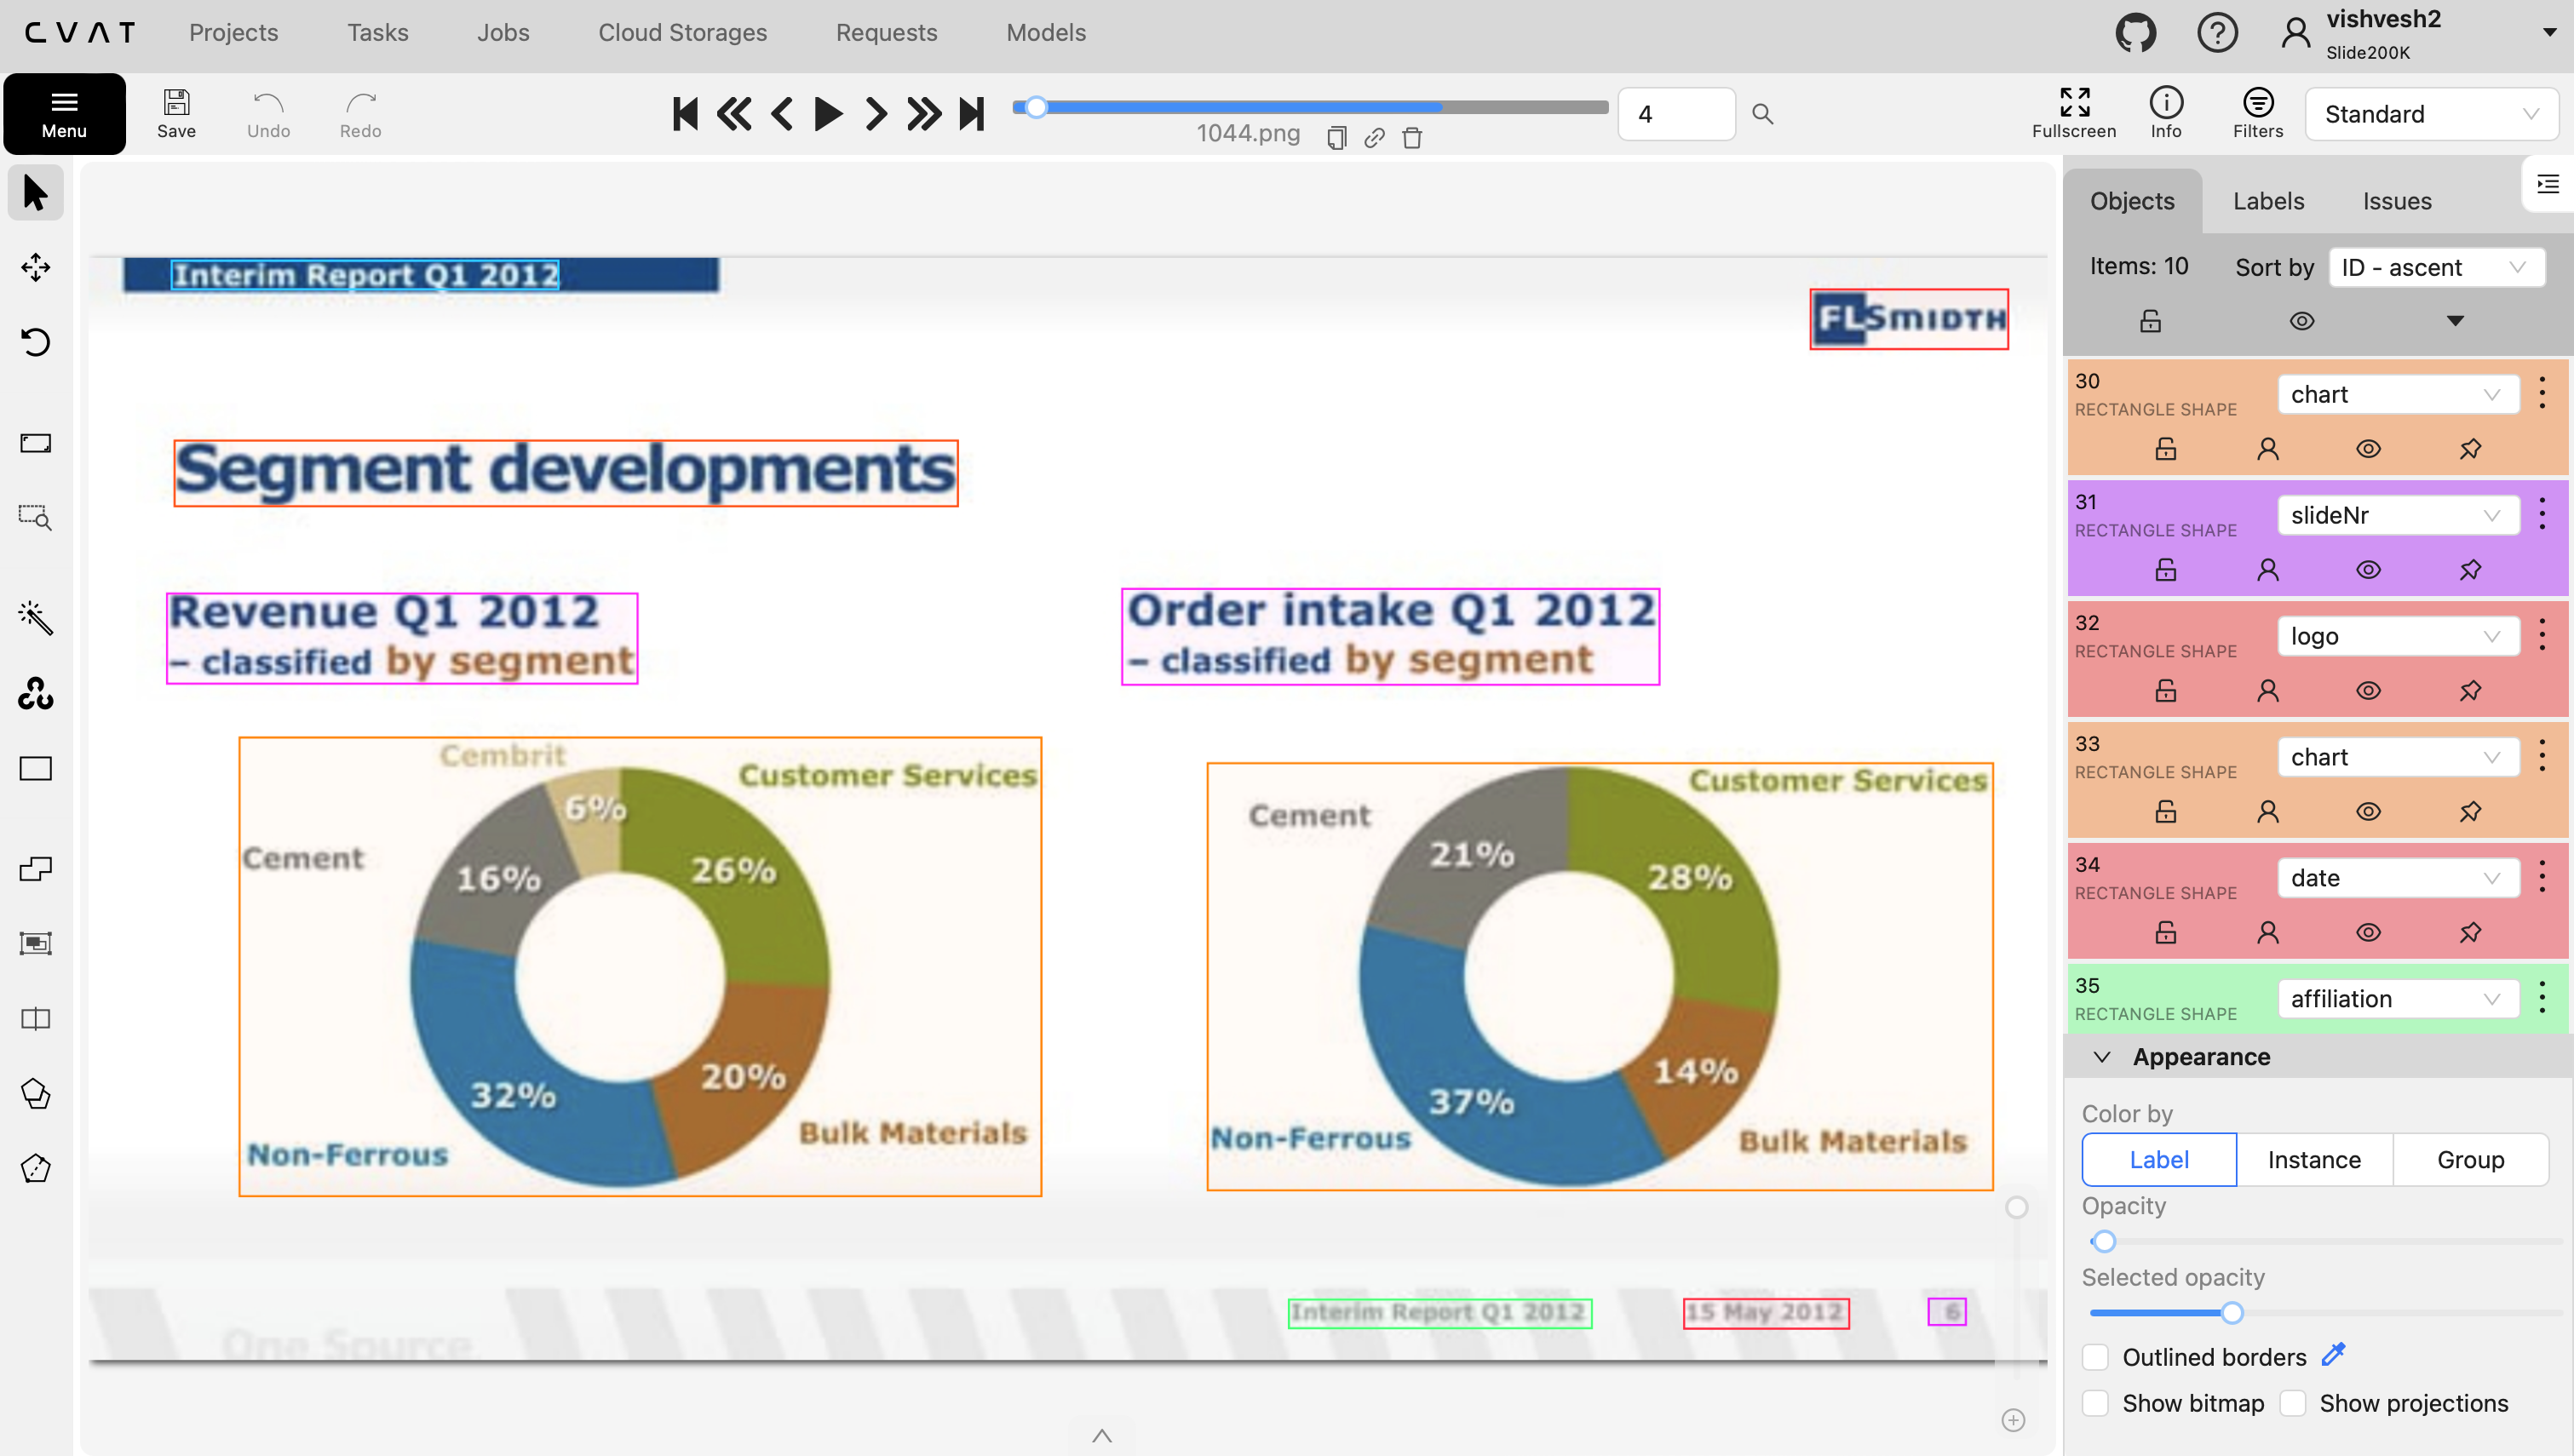 CVAT Projects Tasks Jobs Cloud Storages Requests Models vishvesh2
Slide200K
Menu Save Undo Redo 4 Fullscreen Info Filters Standard
1044.png
Objects Labels Issues
Items: 10 Sort by ID - ascent
30 chart
RECTANGLE SHAPE
31 slideNr
RECTANGLE SHAPE
32 logo
RECTANGLE SHAPE
33 chart
RECTANGLE SHAPE
34 date
RECTANGLE SHAPE
35 affiliation
RECTANGLE SHAPE
Appearance
Color by
Label Instance Group
Opacity
Selected opacity
Outlined borders
Show bitmap Show projections
Interim Report Q1 2012
FLSMIDTH
Segment developments
Revenue Q1 2012
– classified by segment
Order intake Q1 2012
– classified by segment
Cembrit
Customer Services
6%
Cement
16%
26%
32%
20%
Non-Ferrous
Bulk Materials
Customer Services
Cement
21%
28%
37%
14%
Non-Ferrous
Bulk Materials
One Source
Interim Report Q1 2012 15 May 2012 6